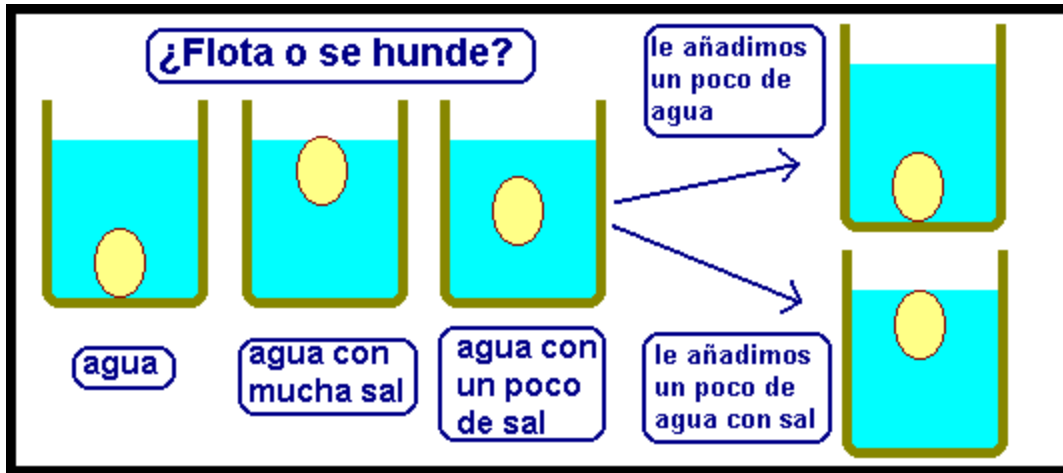 ¿Flota o se hunde?
agua
agua con
mucha sal
agua con
un poco
de sal
le añadimos
un poco de
agua
le añadimos
un poco de
agua con sal